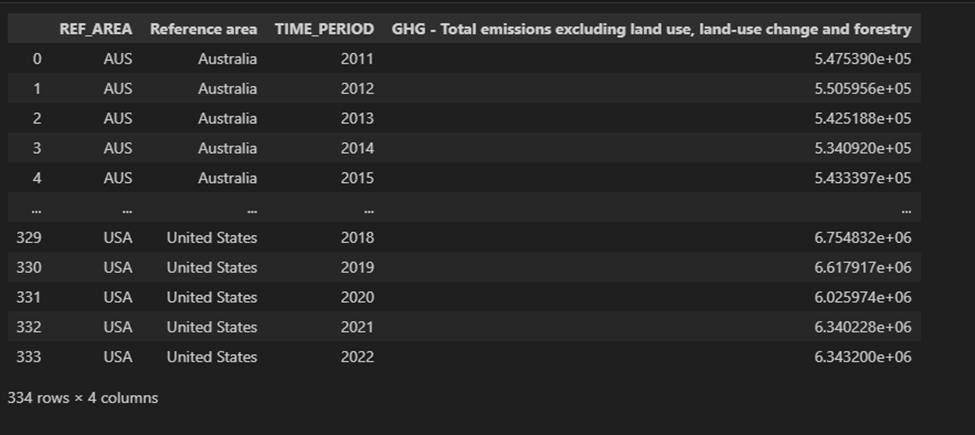 REF_AREA Reference area TIME_PERIOD GHG - Total emissions excluding land use, land-use change and forestry
0 AUS Australia 2011 5.475390e+05
1 AUS Australia 2012 5.505956e+05
2 AUS Australia 2013 5.425188e+05
3 AUS Australia 2014 5.340920e+05
4 AUS Australia 2015 5.433397e+05
... ... ... ... ...
329 USA United States 2018 6.754832e+06
330 USA United States 2019 6.617917e+06
331 USA United States 2020 6.025974e+06
332 USA United States 2021 6.340228e+06
333 USA United States 2022 6.343200e+06
334 rows × 4 columns